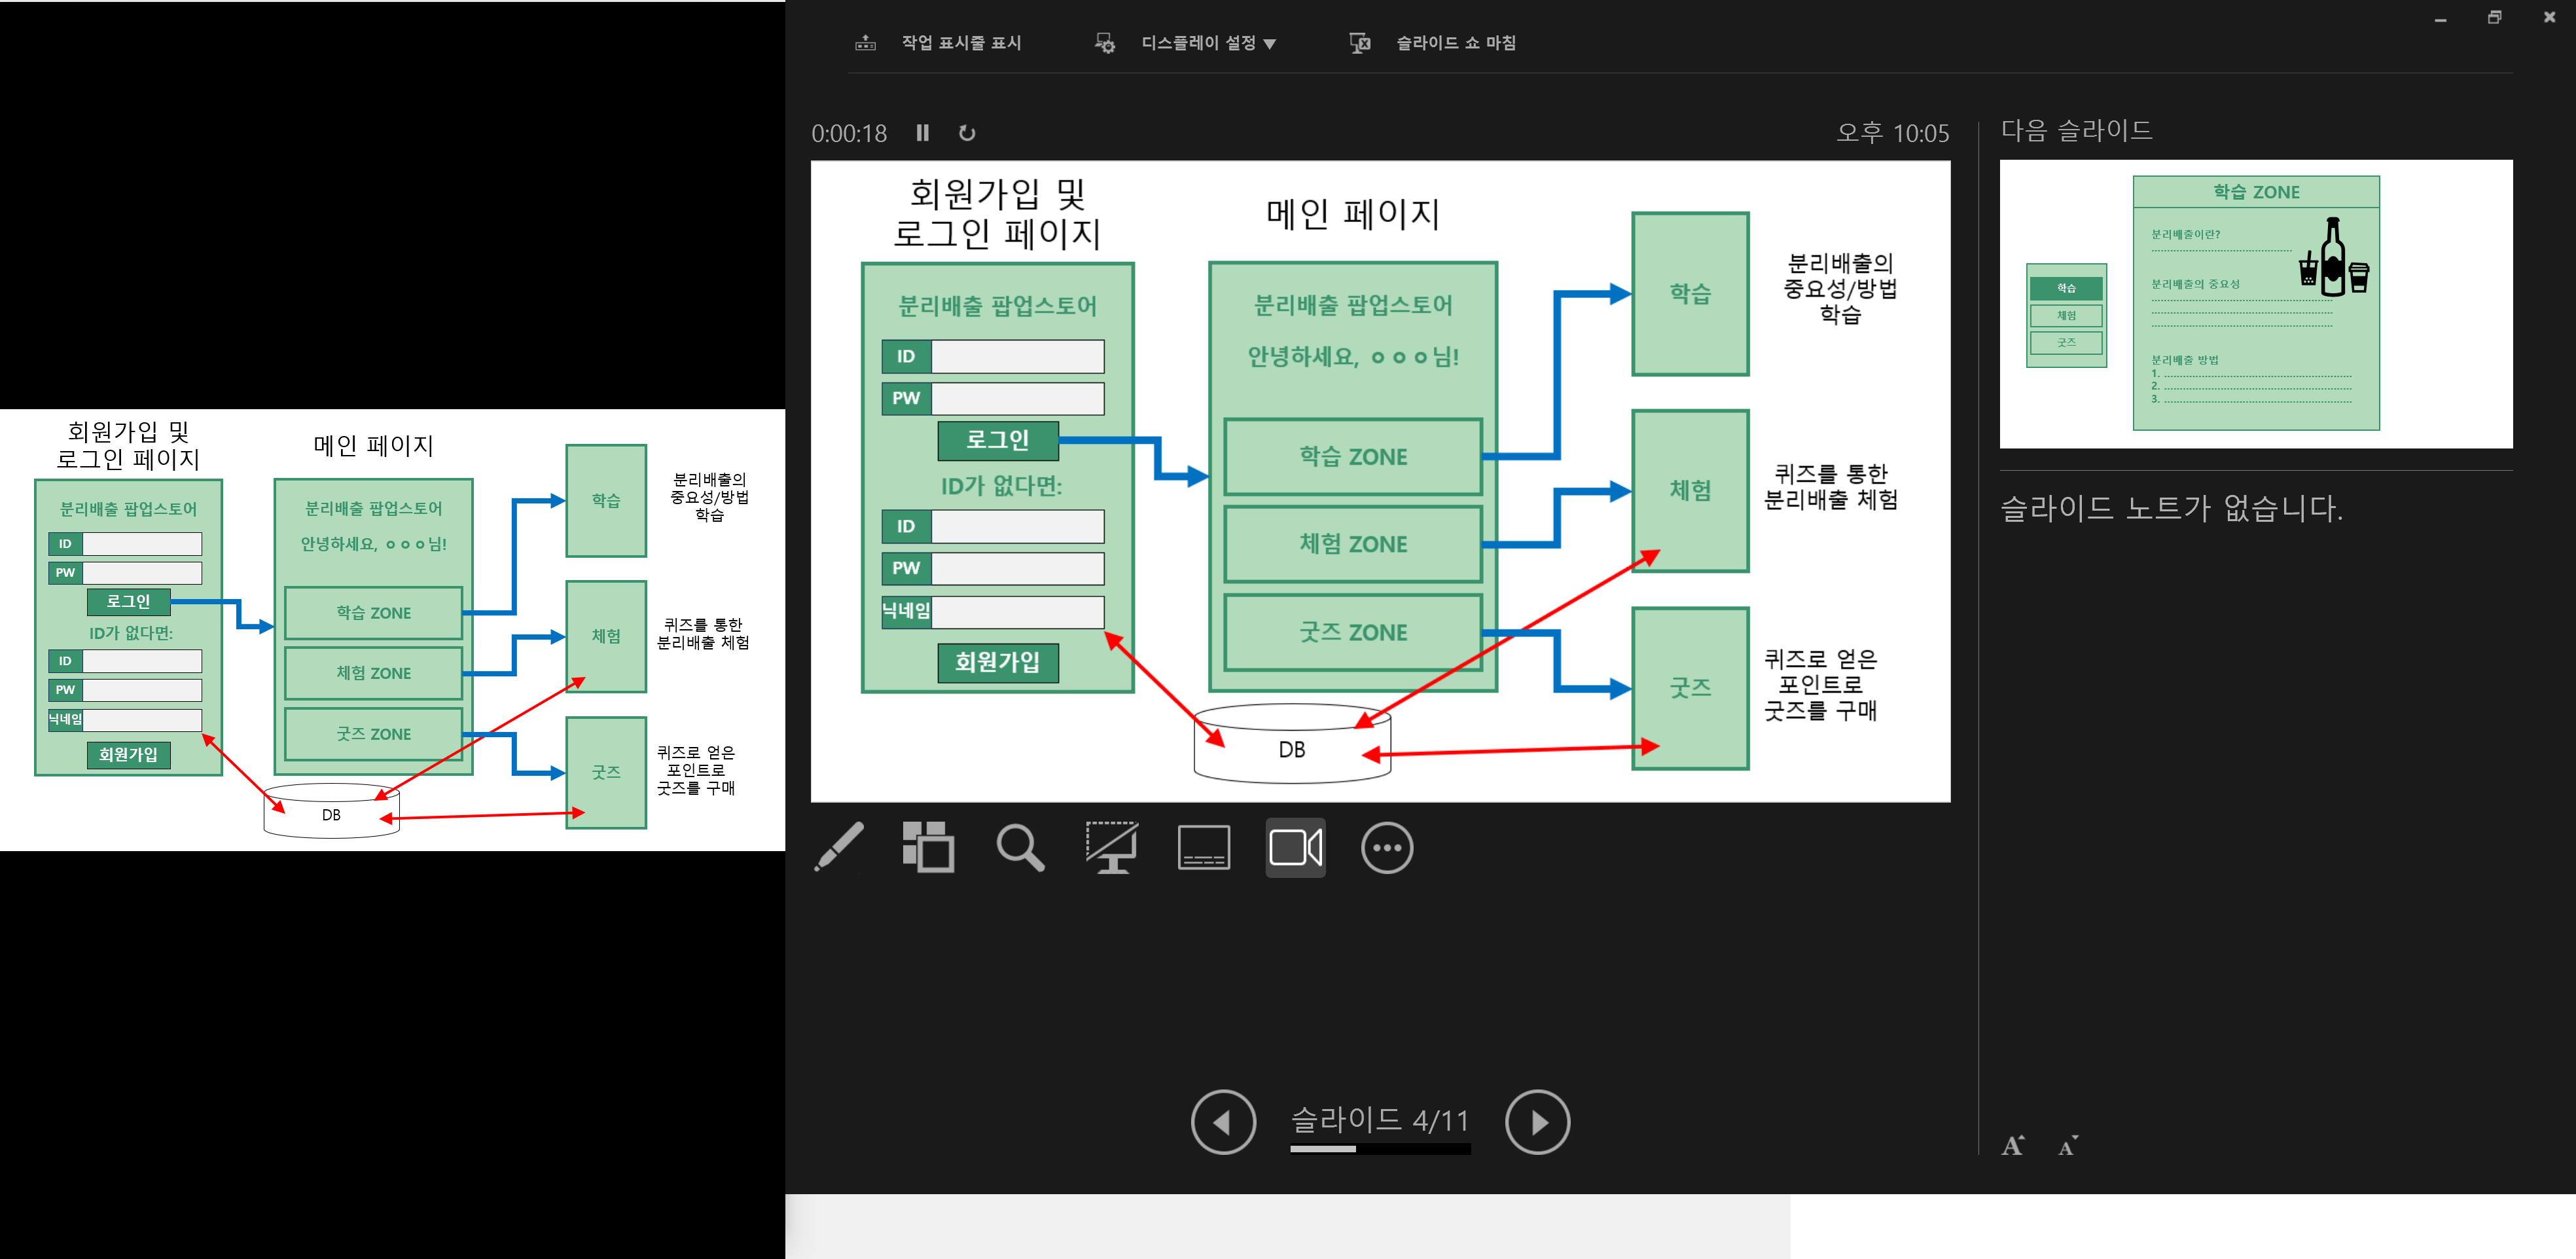 회원가입 및
로그인 페이지
메인 페이지
분리배출 팝업스토어
ID
PW
로그인
ID가 없다면:
ID
PW
닉네임
회원가입
분리배출 팝업스토어
안녕하세요, ㅇㅇㅇ님!
학습 ZONE
체험 ZONE
굿즈 ZONE
학습
분리배출의
중요성/방법
학습
체험
퀴즈를 통한
분리배출 체험
굿즈
퀴즈로 얻은
포인트로
굿즈를 구매
DB
작업 표시줄 표시
디스플레이 설정 ▼
슬라이드 쇼 마침
0:00:18
오후 10:05
회원가입 및
로그인 페이지
메인 페이지
분리배출 팝업스토어
ID
PW
로그인
ID가 없다면:
ID
PW
닉네임
회원가입
분리배출 팝업스토어
안녕하세요, ㅇㅇㅇ님!
학습 ZONE
체험 ZONE
굿즈 ZONE
학습
분리배출의
중요성/방법
학습
체험
퀴즈를 통한
분리배출 체험
굿즈
퀴즈로 얻은
포인트로
굿즈를 구매
DB
슬라이드 4/11
다음 슬라이드
학습
체험
굿즈
학습 ZONE
분리배출이란?
분리배출의 중요성
분리배출 방법
1.
2.
3.
슬라이드 노트가 없습니다.
A A